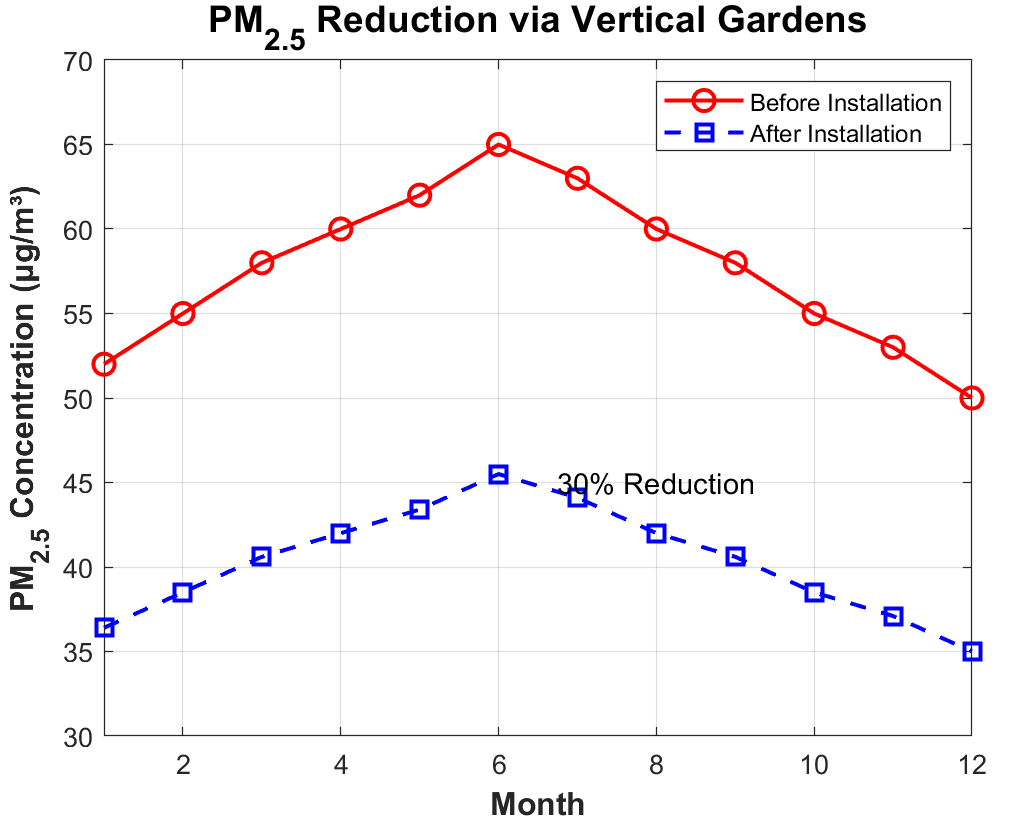 PM2.5 Reduction via Vertical Gardens
70
65
60
55
50
45
40
35
30
PM2.5 Concentration (µg/m³)
Before Installation
After Installation
30% Reduction
2 4 6 8 10 12
Month